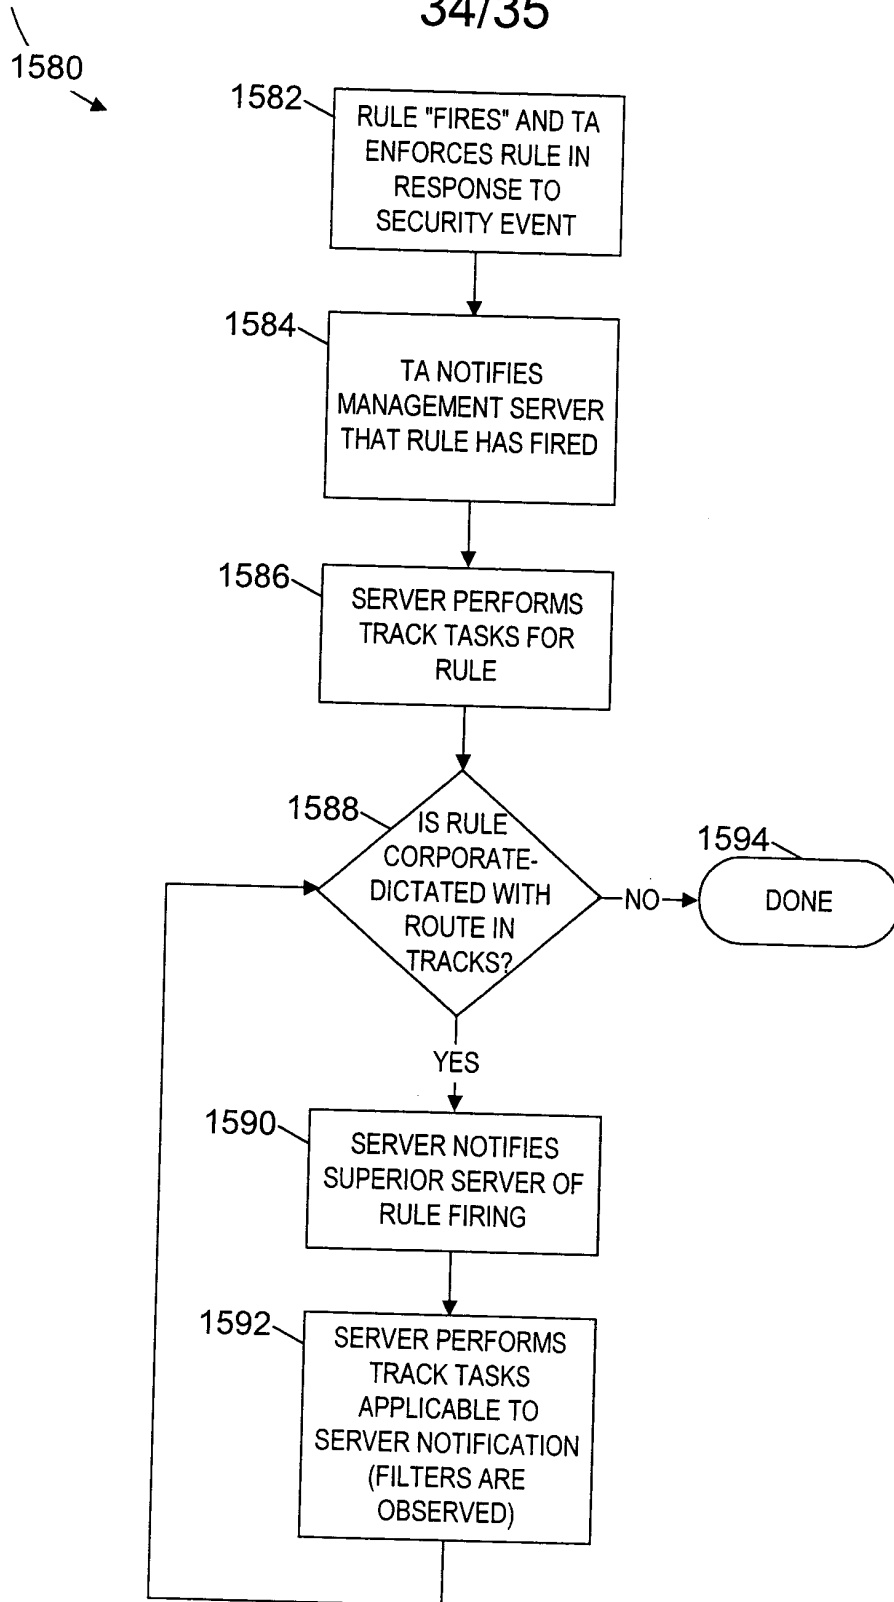 34/35
1580
1582
RULE "FIRES" AND TA
ENFORCES RULE IN
RESPONSE TO
SECURITY EVENT
1584
TA NOTIFIES
MANAGEMENT SERVER
THAT RULE HAS FIRED
1586
SERVER PERFORMS
TRACK TASKS FOR
RULE
1588
IS RULE
CORPORATE-
DICTATED WITH
ROUTE IN
TRACKS?
NO
1594
DONE
YES
1590
SERVER NOTIFIES
SUPERIOR SERVER OF
RULE FIRING
1592
SERVER PERFORMS
TRACK TASKS
APPLICABLE TO
SERVER NOTIFICATION
(FILTERS ARE
OBSERVED)